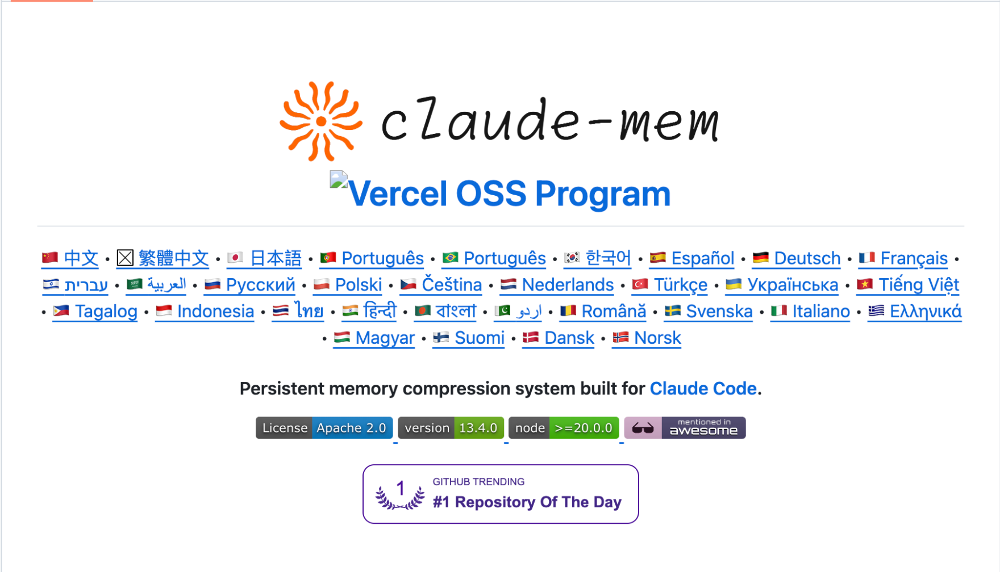 claude-mem
Vercel OSS Program
🇨🇳 中文 • 繁體中文 • 🇯🇵 日本語 • 🇵🇹 Português • 🇧🇷 Português • 🇰🇷 한국어 • 🇪🇸 Español • 🇩🇪 Deutsch • 🇫🇷 Français •
🇮🇱 עברית • 🇸🇦 العربية • 🇷🇺 Русский • 🇵🇱 Polski • 🇨🇿 Čeština • 🇳🇱 Nederlands • 🇹🇷 Türkçe • 🇺🇦 Українська • 🇻🇳 Tiếng Việt
• 🇵🇭 Tagalog • 🇮🇩 Indonesia • 🇹🇭 ไทย • 🇮🇳 हिन्दी • 🇧🇩 বাংলা • 🇵🇰 اردو • 🇷🇴 Română • 🇸🇪 Svenska • 🇮🇹 Italiano • 🇬🇷 Ελληνικά
• 🇭🇺 Magyar • 🇫🇮 Suomi • 🇩🇰 Dansk • 🇳🇴 Norsk
Persistent memory compression system built for Claude Code.
License Apache 2.0 version 13.4.0 node >=20.0.0 mentioned in awesome
1
GITHUB TRENDING
#1 Repository Of The Day